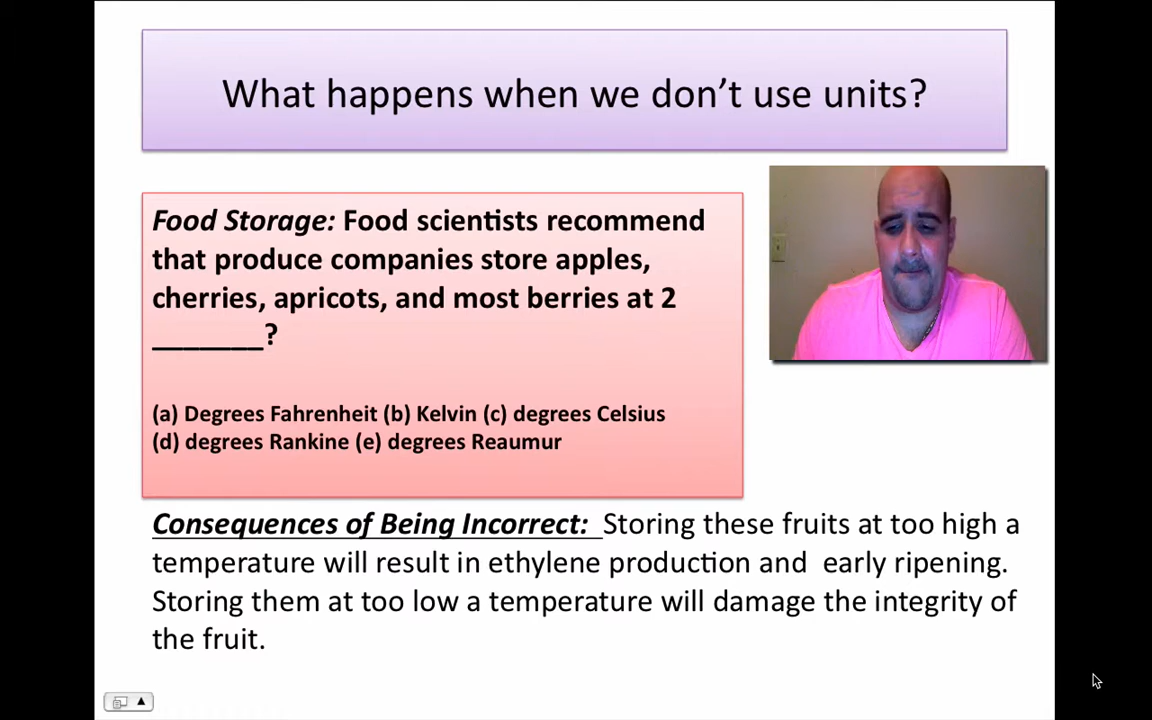 What happens when we don't use units?
Food Storage: Food scientists recommend
that produce companies store apples,
cherries, apricots, and most berries at 2
_______?
(a) Degrees Fahrenheit (b) Kelvin (c) degrees Celsius
(d) degrees Rankine (e) degrees Reaumur
Consequences of Being Incorrect: Storing these fruits at too high a
temperature will result in ethylene production and early ripening.
Storing them at too low a temperature will damage the integrity of
the fruit.